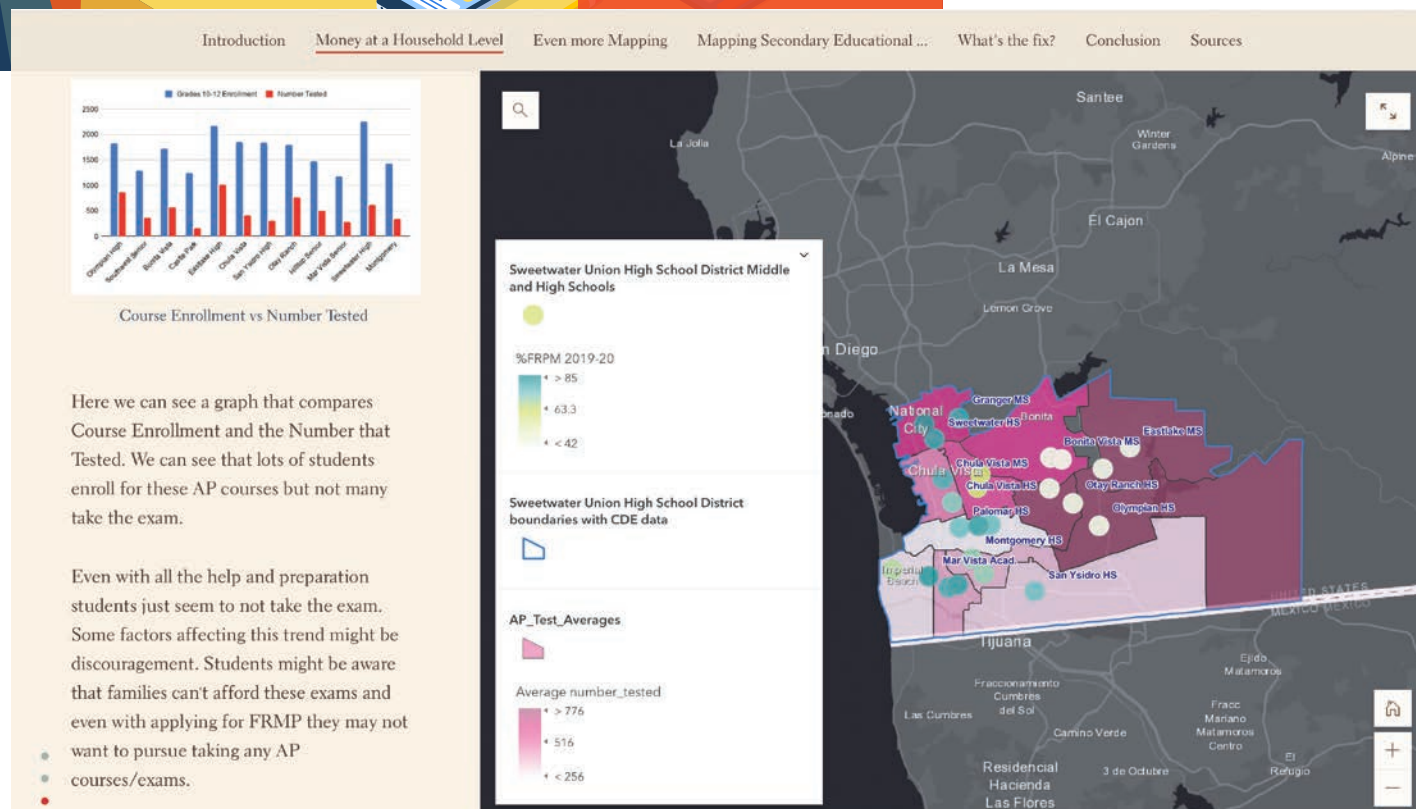 Introduction
Money at a Household Level
Even more Mapping
Mapping Secondary Educational ...
What's the fix?
Conclusion
Sources
Grades 10-12 Enrollment
Number Tested
2500
2000
1500
1000
500
0
Olympian High
Southwest Senior
Bonita Vista
Castle Park
Eastlake High
Chula Vista
San Ysidro High
Otay Ranch
Hilltop Senior
Mar Vista Senior
Sweetwater High
Montgomery
Course Enrollment vs Number Tested
Here we can see a graph that compares
Course Enrollment and the Number that
Tested. We can see that lots of students
enroll for these AP courses but not many
take the exam.
Even with all the help and preparation
students just seem to not take the exam.
Some factors affecting this trend might be
discouragement. Students might be aware
that families can't afford these exams and
even with applying for FRMP they may not
want to pursue taking any AP
courses/exams.
Sweetwater Union High School District Middle
and High Schools
%FRPM 2019-20
> 85
63.3
< 42
Sweetwater Union High School District
boundaries with CDE data
AP_Test_Averages
Average number_tested
> 776
516
< 256
Santee
Winter
Gardens
La Jolla
Alpine
El Cajon
La Mesa
Lemon Grove
n Diego
onado
National
City
Granger MS
Sweetwater HS
Bonita
Bonita Vista MS
Eastlake MS
Chula Vista MS
Chula Vis
Chula Vista HS
Otay Ranch HS
Palomar HS
Olympian HS
Montgomery HS
Mar Vista Acad.
Imperial
Beach
San Ysidro HS
UNITED STATES
MEXICO MÉXICO
Tijuana
Ejido
Matamoros
Fraccionamiento
Cumbres
del Sol
Las Cumbres
Fracc
Mariano
Matamoros
Centro
Camino Verde
El
Refugio
Residencial
Hacienda
Las Flores
3 de Octubre